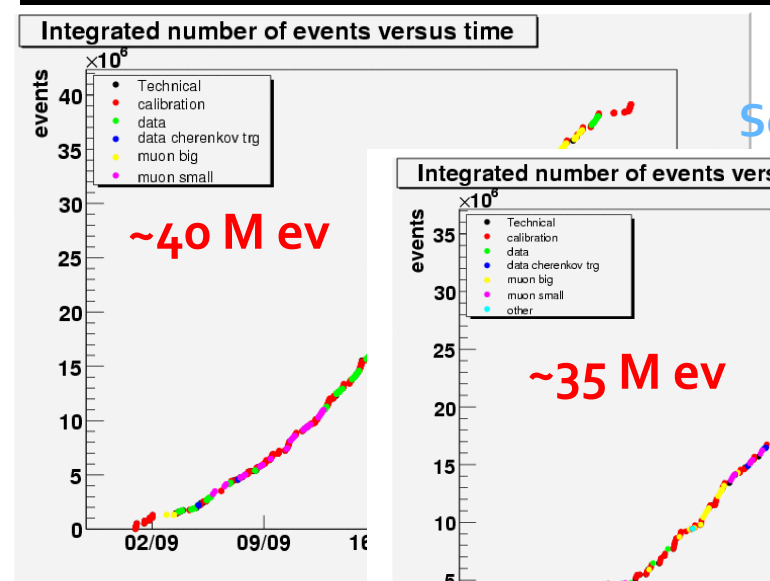 Integrated number of events versus time
×10⁶
events
40
35
30
25
20
15
10
5
0
02/09
09/09
Technical
calibration
data
data cherenkov trg
muon big
muon small
~40 M ev
Integrated number of events
×10⁶
events
35
30
25
20
15
10
5
Technical
calibration
data
data cherenkov trg
muon big
muon small
other
~35 M ev